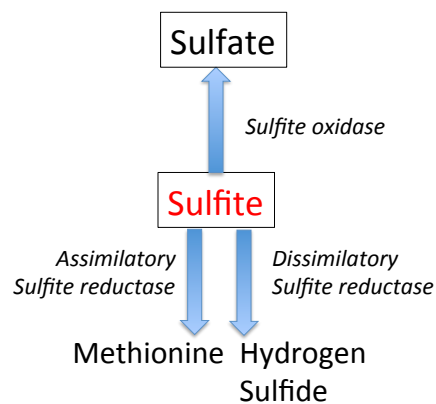 Sulfate
Sulfite oxidase
Sulfite
Assimilatory
Sulfite reductase
Dissimilatory
Sulfite reductase
Methionine
Hydrogen
Sulfide